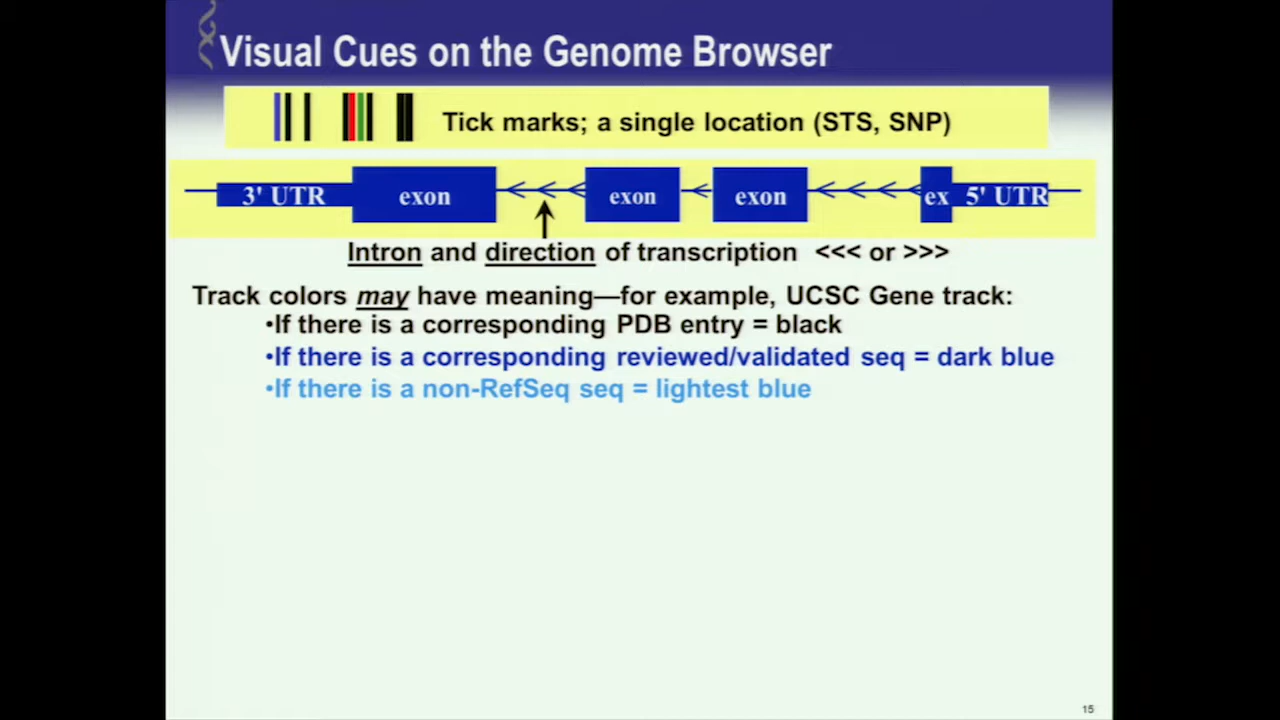 Visual Cues on the Genome Browser
Tick marks; a single location (STS, SNP)
3' UTR exon exon exon ex 5' UTR
Intron and direction of transcription <<< or >>>
Track colors may have meaning—for example, UCSC Gene track:
•If there is a corresponding PDB entry = black
•If there is a corresponding reviewed/validated seq = dark blue
•If there is a non-RefSeq seq = lightest blue
15